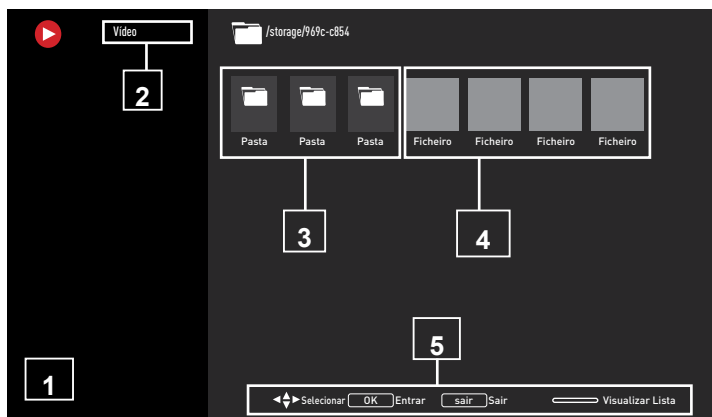 Vídeo
/storage/969c-c854
2
Pasta Pasta Pasta Ficheiro Ficheiro Ficheiro Ficheiro
3
4
5
1
Selecionar OK Entrar sair Sair Visualizar Lista